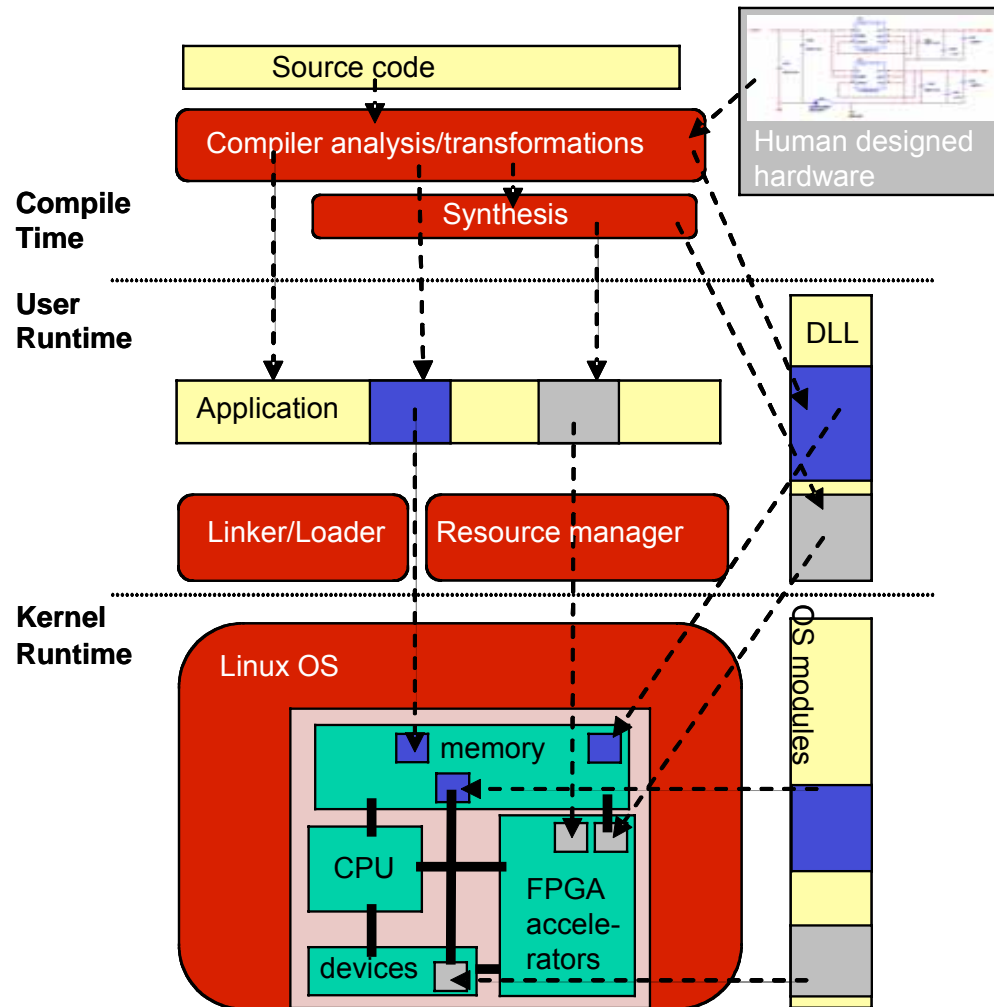 Source code
Compiler analysis/transformations
Human designed
hardware
Compile
Time
Synthesis
User
Runtime
DLL
Application
Linker/Loader
Resource manager
Kernel
Runtime
OS modules
Linux OS
memory
CPU
FPGA
accele-
rators
devices